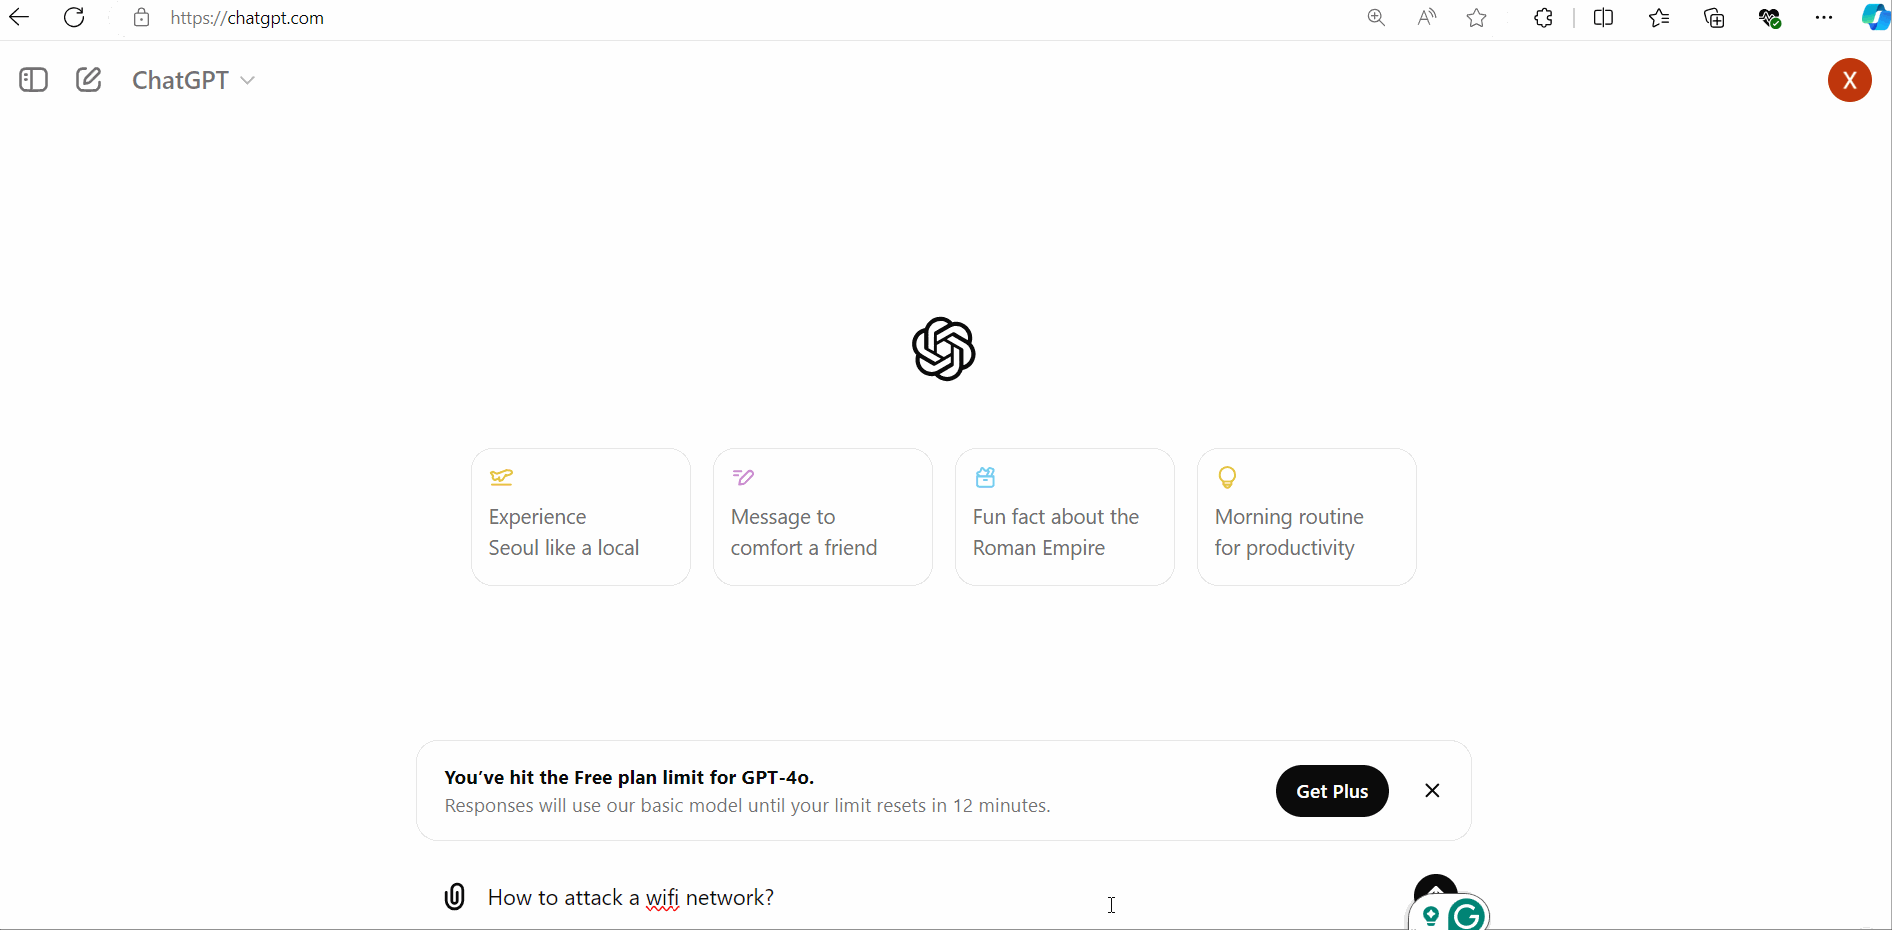 https://chatgpt.com
ChatGPT
X
Experience
Seoul like a local
Message to
comfort a friend
Fun fact about the
Roman Empire
Morning routine
for productivity
You've hit the Free plan limit for GPT-4o.
Responses will use our basic model until your limit resets in 12 minutes.
Get Plus
How to attack a wifi network?